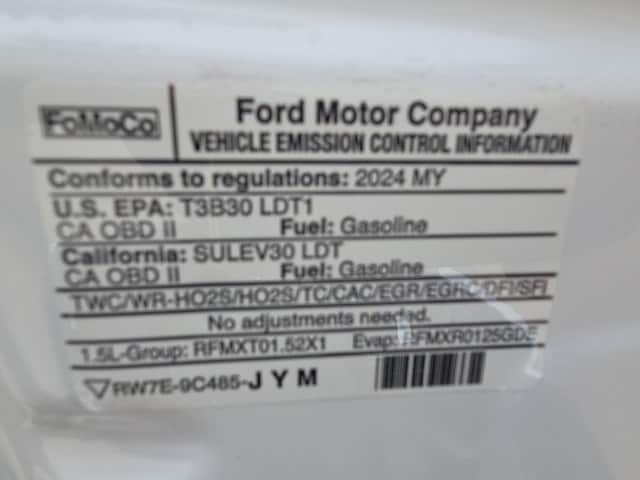 FoMoCo
Ford Motor Company
VEHICLE EMISSION CONTROL INFORMATION
Conforms to regulations: 2024 MY
U.S. EPA: T3B30 LDT1
CA OBD II Fuel: Gasoline
California: SULEV30 LDT
CA OBD II Fuel: Gasoline
TWC/WR-HO2S/HO2S/TC/CAC/EGR/EGRC/DFI/SFI
No adjustments needed.
1.5L-Group: RFMXT01.52X1 Evap: RFMXR0125GDE
RW7E-9C485-JYM